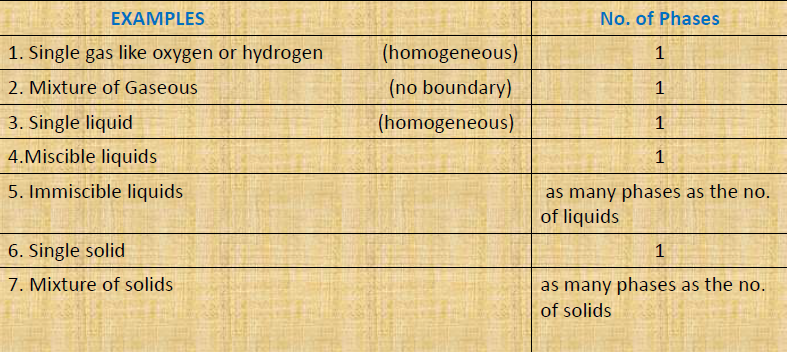 EXAMPLES No. of Phases
1. Single gas like oxygen or hydrogen (homogeneous) 1
2. Mixture of Gaseous (no boundary) 1
3. Single liquid (homogeneous) 1
4.Miscible liquids 1
5. Immiscible liquids as many phases as the no.
of liquids
6. Single solid 1
7. Mixture of solids as many phases as the no.
of solids